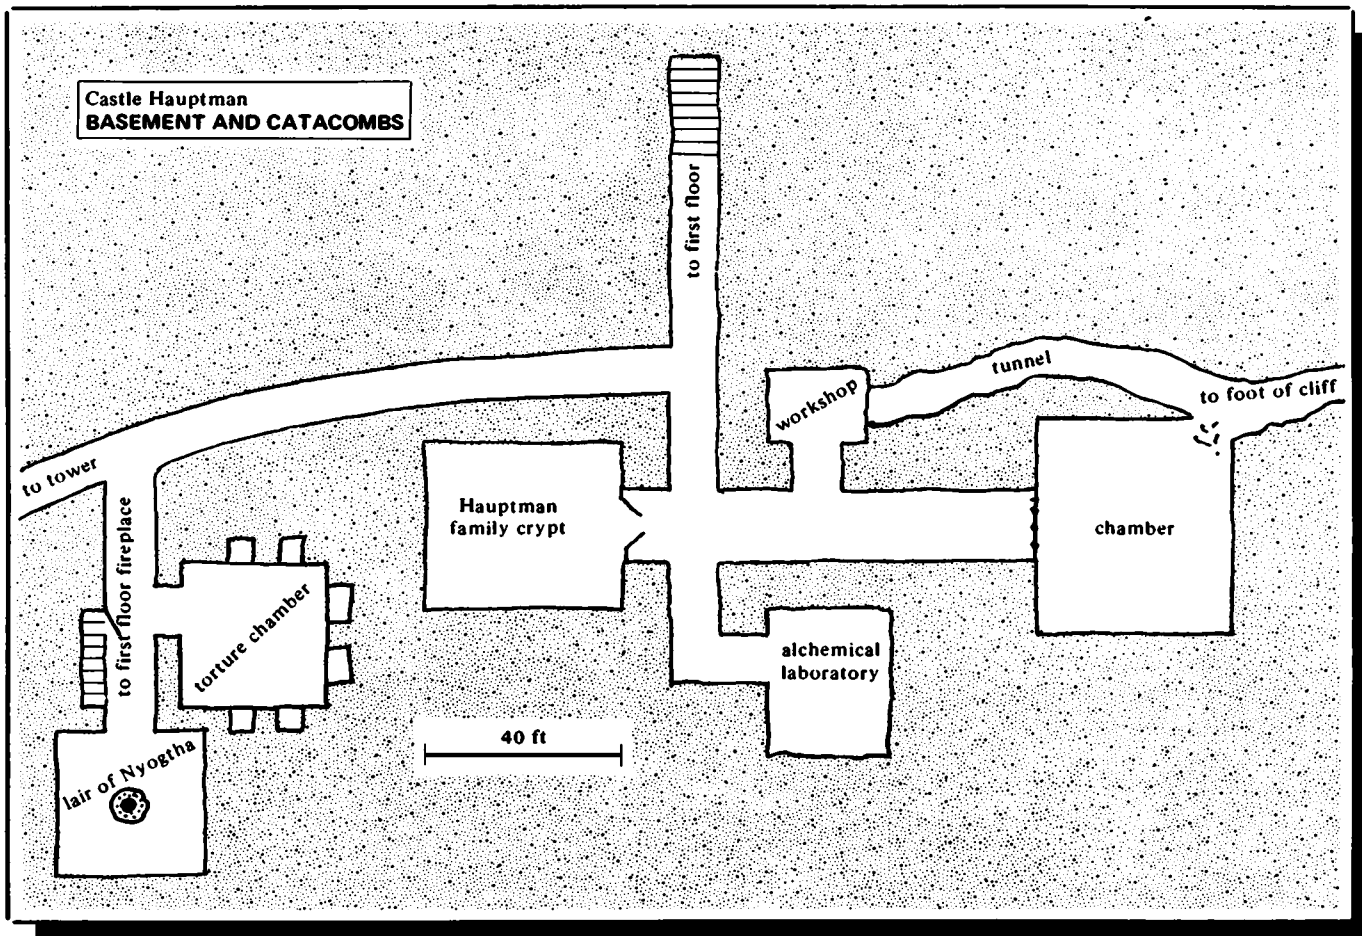 Castle Hauptman
BASEMENT AND CATACOMBS
to first floor
tunnel
to foot of cliff
workshop
to tower
Hauptman
family crypt
chamber
to first floor fireplace
torture chamber
alchemical
laboratory
40 ft
lair of Nyogtha